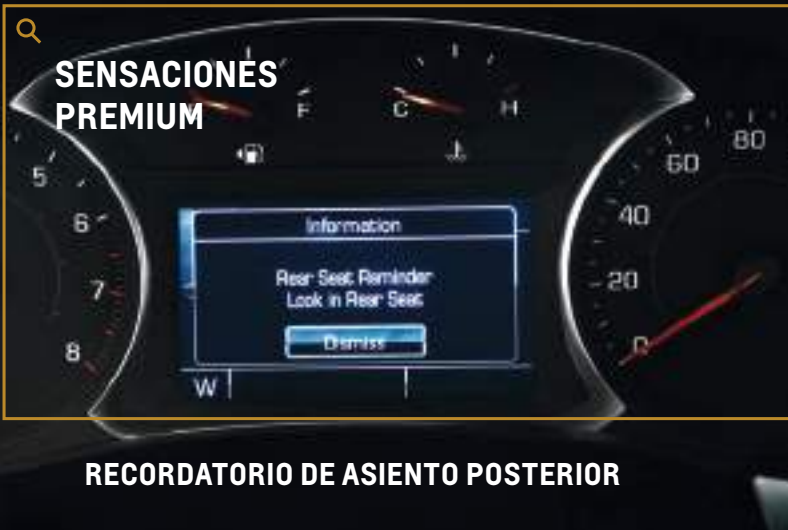 SENSACIONES
PREMIUM
F
C
H
5
6
7
8
80
60
40
20
0
Information
Rear Seat Reminder
Look in Rear Seat
Dismiss
W
RECORDATORIO DE ASIENTO POSTERIOR